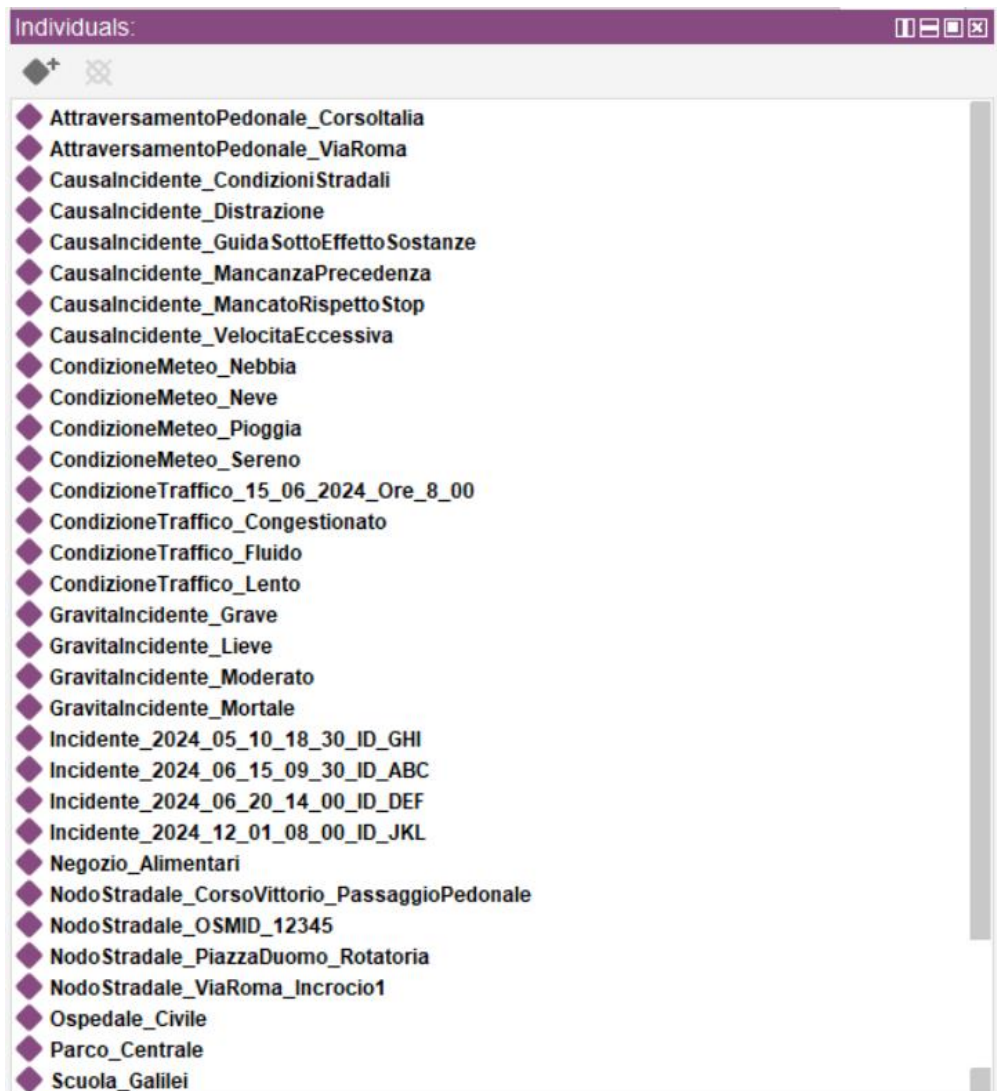 Individuals:
AttraversamentoPedonale_CorsoItalia
AttraversamentoPedonale_ViaRoma
CausaIncidente_CondizioniStradali
CausaIncidente_Distrazione
CausaIncidente_GuidaSottoEffettoSostanze
CausaIncidente_MancanzaPrecedenza
CausaIncidente_MancatoRispettoStop
CausaIncidente_VelocitaEccessiva
CondizioneMeteo_Nebbia
CondizioneMeteo_Neve
CondizioneMeteo_Pioggia
CondizioneMeteo_Sereno
CondizioneTraffico_15_06_2024_Ore_8_00
CondizioneTraffico_Congestionato
CondizioneTraffico_Fluido
CondizioneTraffico_Lento
GravitaIncidente_Grave
GravitaIncidente_Lieve
GravitaIncidente_Moderato
GravitaIncidente_Mortale
Incidente_2024_05_10_18_30_ID_GHI
Incidente_2024_06_15_09_30_ID_ABC
Incidente_2024_06_20_14_00_ID_DEF
Incidente_2024_12_01_08_00_ID_JKL
Negozio_Alimentari
NodoStradale_CorsoVittorio_PassaggioPedonale
NodoStradale_OSMID_12345
NodoStradale_PiazzaDuomo_Rotatoria
NodoStradale_ViaRoma_Incrocio1
Ospedale_Civile
Parco_Centrale
Scuola_Galilei